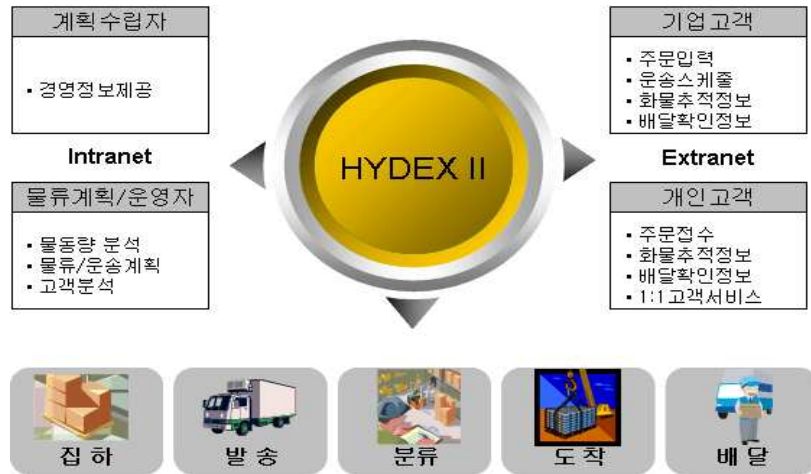 계획수립자
▪ 경영정보제공
Intranet
물류계획/운영자
▪ 물동량 분석
▪ 물류/운송계획
▪ 고객분석
HYDEX II
기업고객
▪ 주문입력
▪ 운송스케줄
▪ 화물추적정보
▪ 배달확인정보
Extranet
개인고객
▪ 주문접수
▪ 화물추적정보
▪ 배달확인정보
▪ 1:1고객서비스
집 하
발 송
분류
도 착
배 달